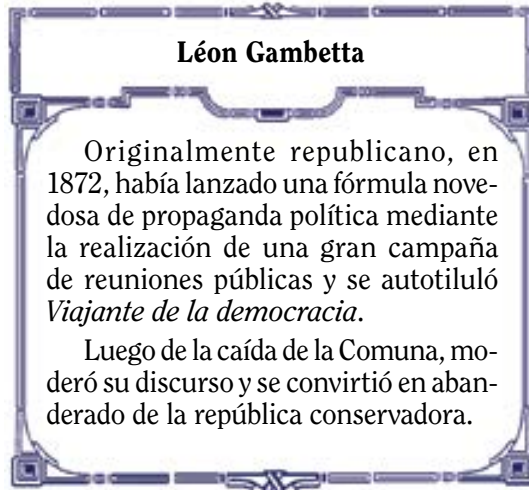 Léon Gambetta
Originalmente republicano, en
1872, había lanzado una fórmula nove-
dosa de propaganda política mediante
la realización de una gran campaña
de reuniones públicas y se autotiluló
Viajante de la democracia.
Luego de la caída de la Comuna, mo-
deró su discurso y se convirtió en aban-
derado de la república conservadora.